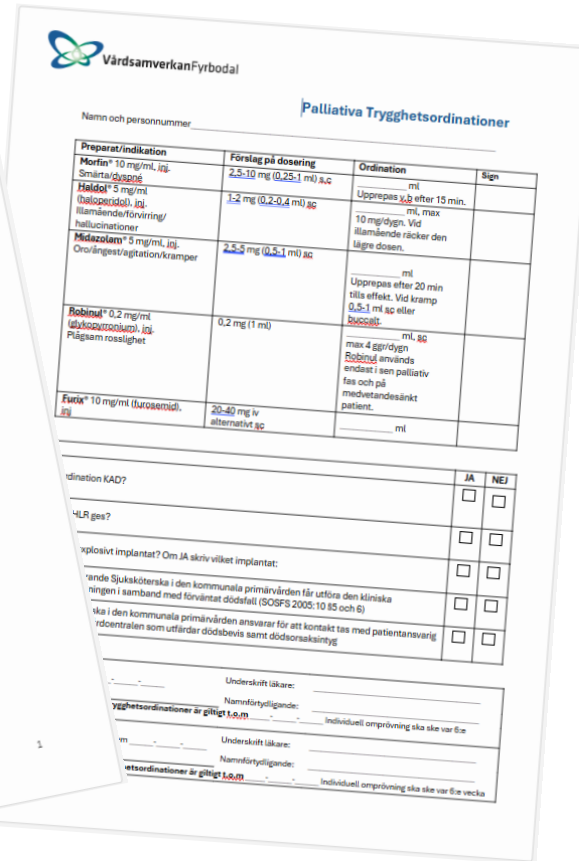 VårdsamverkanFyrbodal
Palliativa Trygghetsordinationer
Namn och personnummer
Preparat/indikation Förslag på dosering Ordination Sign
Morfin® 10 mg/ml, inj.
Smärta/dyspné
2,5-10 mg (0,25-1 ml) s.c
ml
Upprepas v.b efter 15 min.
Haldol® 5 mg/ml
(haloperidol), inj.
Illamående/förvirring/
hallucinationer
1-2 mg (0,2-0,4 ml) sc
ml, max
10 mg/dygn. Vid
illamående räcker den
lägre dosen.
Midazolam® 5 mg/ml, inj.
Oro/ångest/agitation/kramper
2,5-5 mg (0,5-1 ml) sc
ml
Upprepas efter 20 min
tills effekt. Vid kramp
0,5-1 ml sc eller
buccalt.
Robinul® 0,2 mg/ml
(glykopyrronium), inj.
Plågsam rosslighet
0,2 mg (1 ml)
ml, sc
max 4 ggr/dygn
Robinul används
endast i sen palliativ
fas och på
medvetandesänkt
patient.
Furix® 10 mg/ml (furosemid),
inj
20-40 mg iv
alternativt sc
ml
JA NEJ
rdination KAD?
HLR ges?
xplosivt implantat? Om JA skriv vilket implantat:
rande Sjuksköterska i den kommunala primärvården får utföra den kliniska
ningen i samband med förväntat dödsfall (SOSFS 2005:10 §5 och 6)
ska i den kommunala primärvården ansvarar för att kontakt tas med patientansvarig
rdcentralen som utfärdar dödsbevis samt dödsorsaksintyg
Underskrift läkare:
Namnförtydligande:
ygghetsordinationer är giltigt t.o.m Individuell omprövning ska ske var 6:e
Underskrift läkare:
Namnförtydligande:
etsordinationer är giltigt t.o.m Individuell omprövning ska ske var 6:e vecka